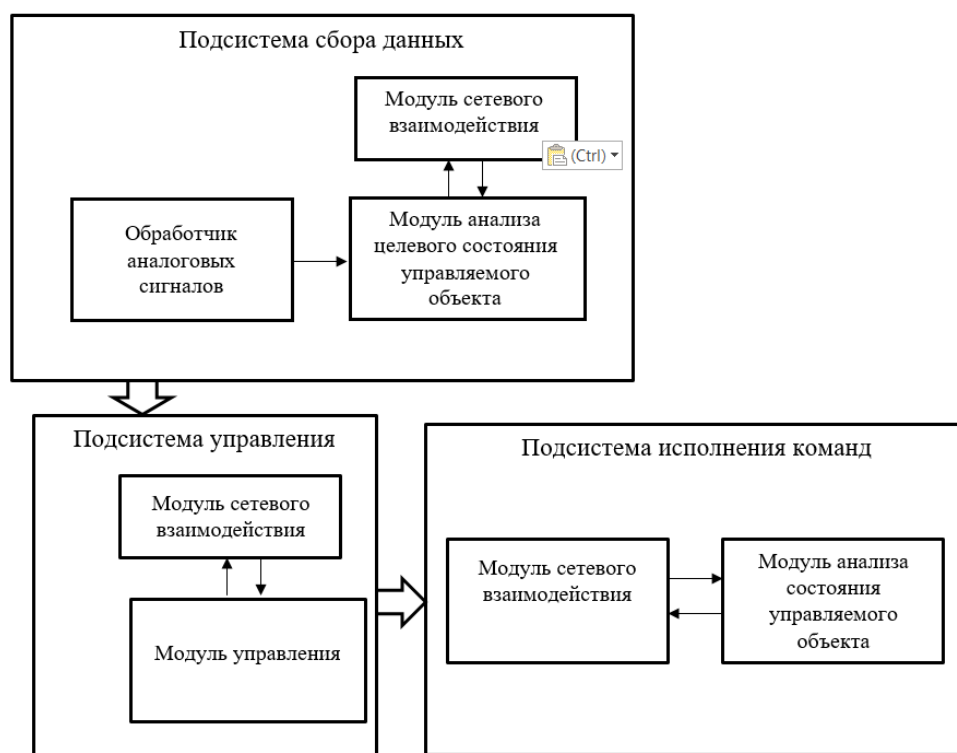 Подсистема сбора данных
Модуль сетевого
взаимодействия
(Ctrl)
Обработчик
аналоговых
сигналов
Модуль анализа
целевого состояния
управляемого
объекта
Подсистема управления
Модуль сетевого
взаимодействия
Модуль управления
Подсистема исполнения команд
Модуль сетевого
взаимодействия
Модуль анализа
состояния
управляемого
объекта